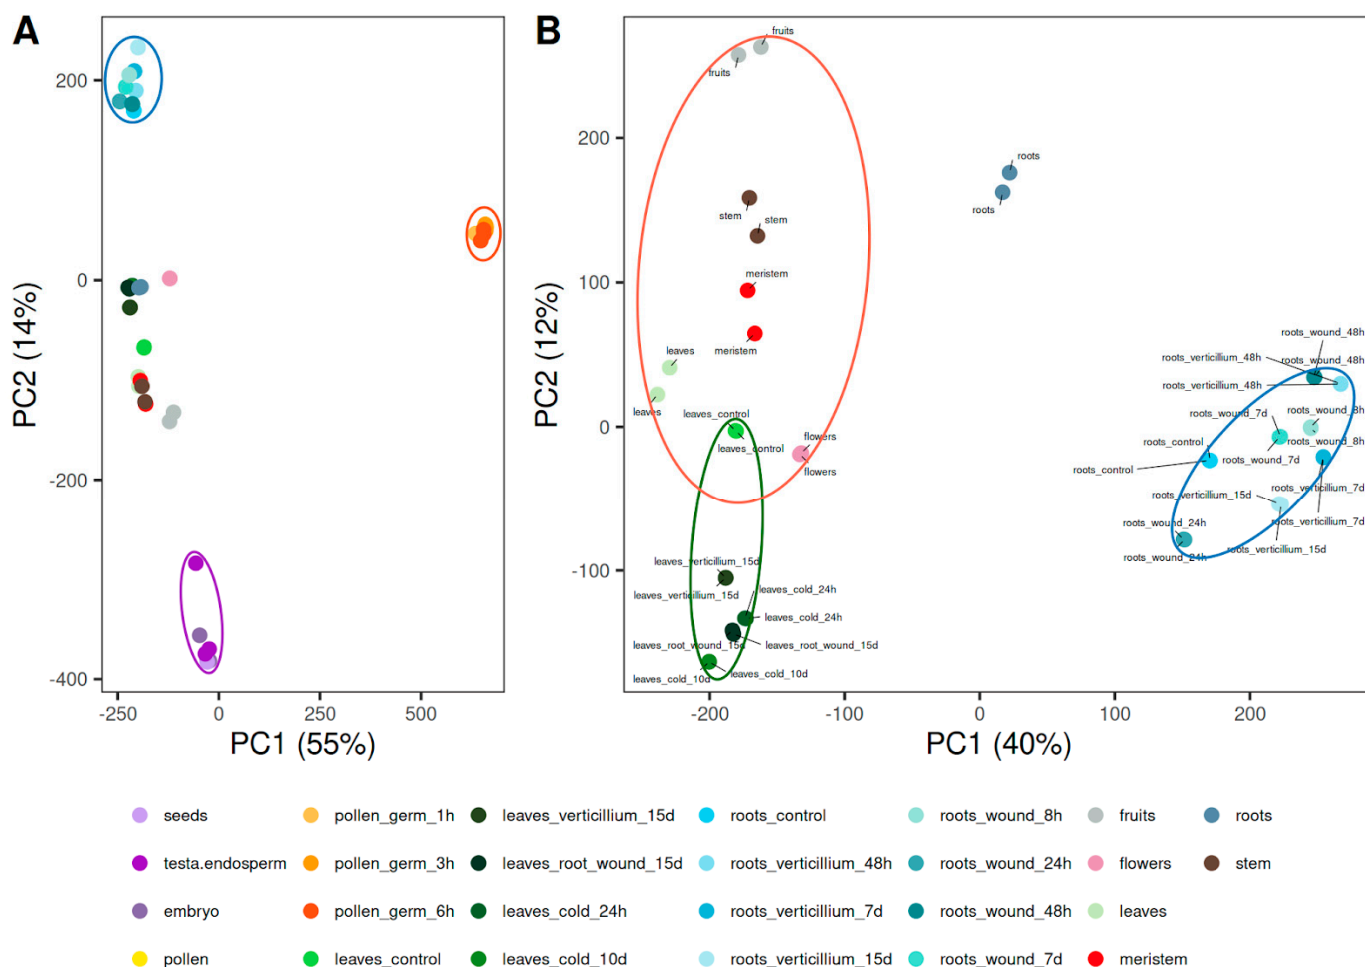 A
B
PC2 (14%)
200
0
-200
-400
-250
0
250
500
PC1 (55%)
PC2 (12%)
200
100
0
-100
-200
-100
0
100
200
PC1 (40%)
fruits
fruits
roots
roots
stem
stem
meristem
meristem
leaves
leaves
leaves_control
leaves_control
flowers
flowers
leaves_verticillium_15d
leaves_verticillium_15d
leaves_cold_24h
leaves_cold_24h
leaves_root_wound_15d
leaves_root_wound_15d
leaves_cold_10d
leaves_cold_10d
roots_wound_48h
roots_verticillium_48h
roots_wound_48h
roots_verticillium_48h
roots_wound_7d
roots_wound_8h
roots_control
roots_wound_8h
roots_control
roots_wound_7d
roots_verticillium_7d
roots_verticillium_15d
roots_wound_24h
roots_verticillium_7d
roots_wound_24h
roots_verticillium_15d
seeds
pollen_germ_1h
leaves_verticillium_15d
roots_control
roots_wound_8h
fruits
roots
testa.endosperm
pollen_germ_3h
leaves_root_wound_15d
roots_verticillium_48h
roots_wound_24h
flowers
stem
embryo
pollen_germ_6h
leaves_cold_24h
roots_verticillium_7d
roots_wound_48h
leaves
pollen
leaves_control
leaves_cold_10d
roots_verticillium_15d
roots_wound_7d
meristem